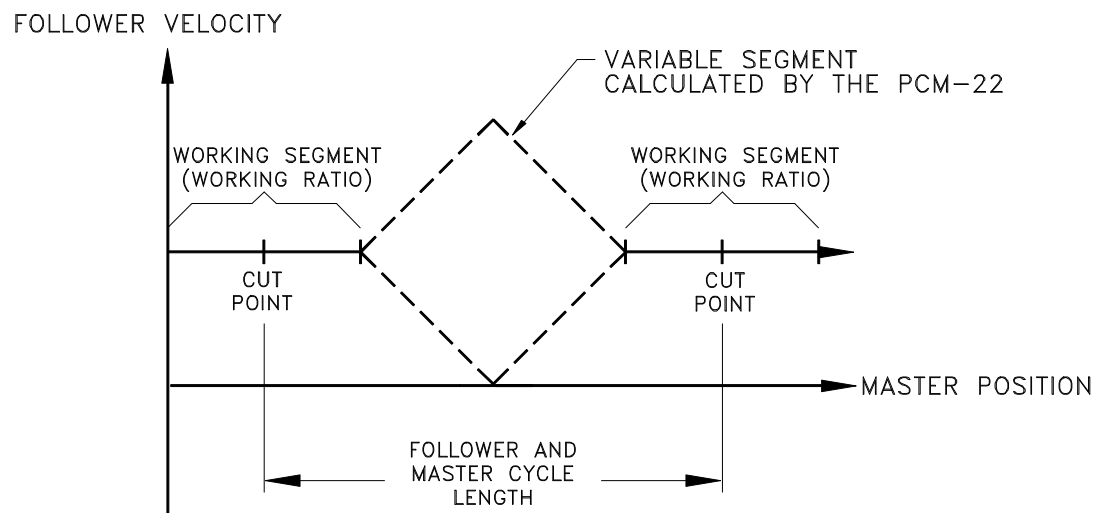 FOLLOWER VELOCITY
VARIABLE SEGMENT
CALCULATED BY THE PCM-22
WORKING SEGMENT
(WORKING RATIO)
WORKING SEGMENT
(WORKING RATIO)
CUT
POINT
CUT
POINT
MASTER POSITION
FOLLOWER AND
MASTER CYCLE
LENGTH